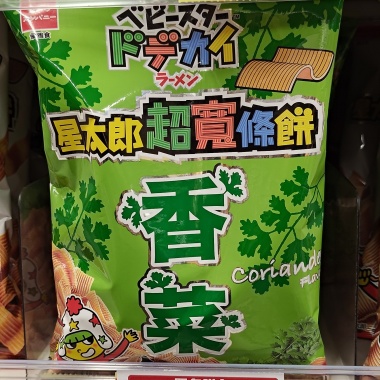 ベビースター
ドデカイ
ラーメン
星太郎超寬條餅
香菜
Coriander